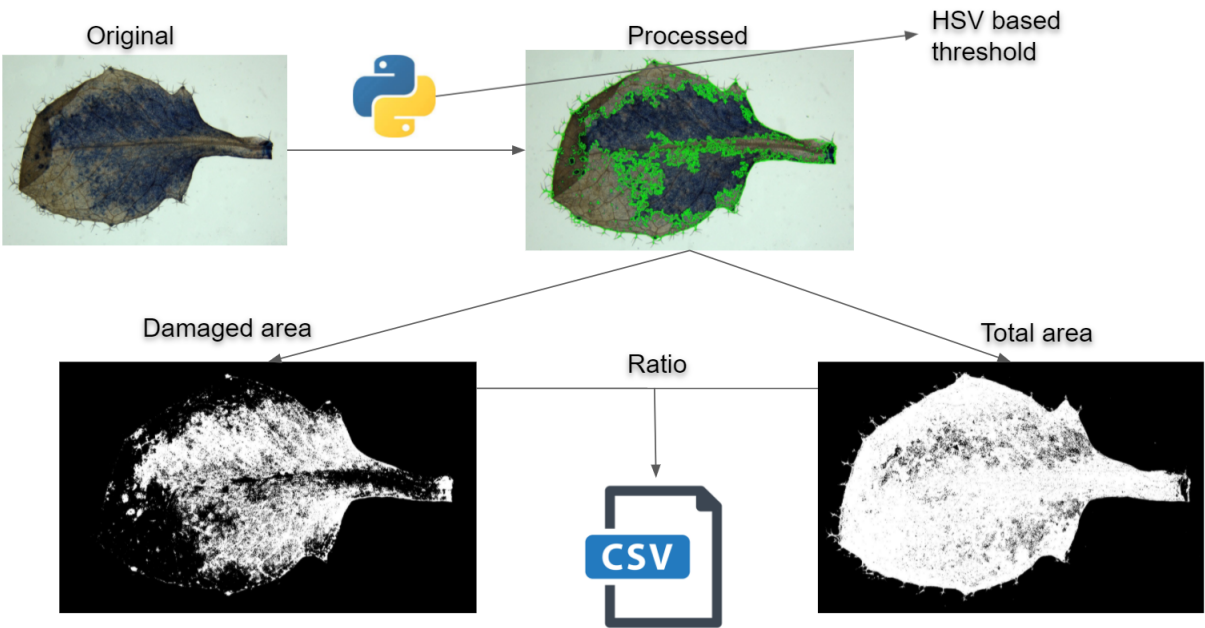 Original
Processed
HSV based
threshold
Damaged area
Ratio
Total area
CSV